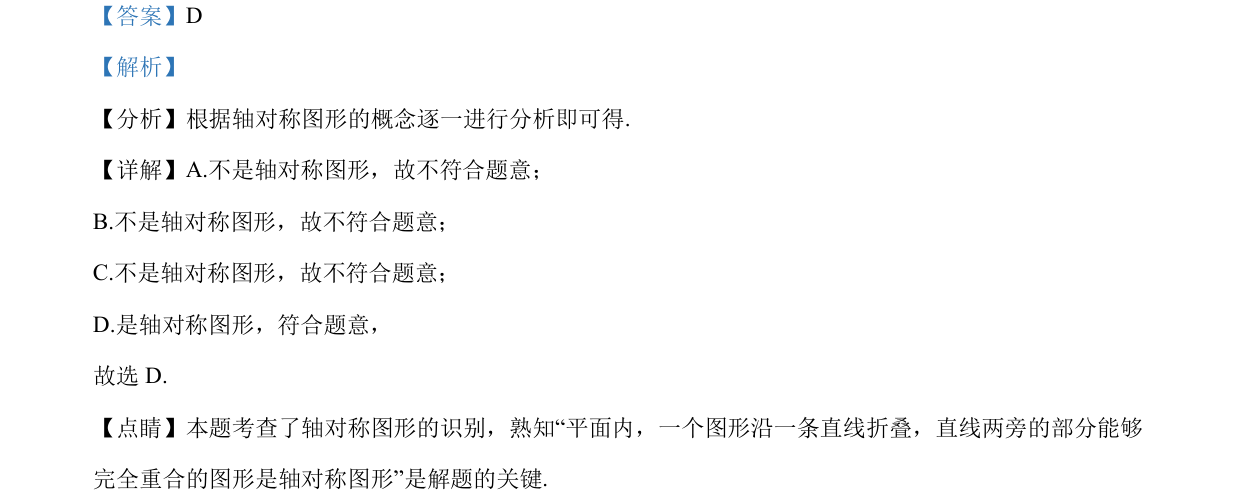 【答案】D
【解析】
【分析】根据轴对称图形的概念逐一进行分析即可得.
【详解】A.不是轴对称图形，故不符合题意；
B.不是轴对称图形，故不符合题意；
C.不是轴对称图形，故不符合题意；
D.是轴对称图形，符合题意，
故选 D.
【点睛】本题考查了轴对称图形的识别，熟知“平面内，一个图形沿一条直线折叠，直线两旁的部分能够
完全重合的图形是轴对称图形”是解题的关键.